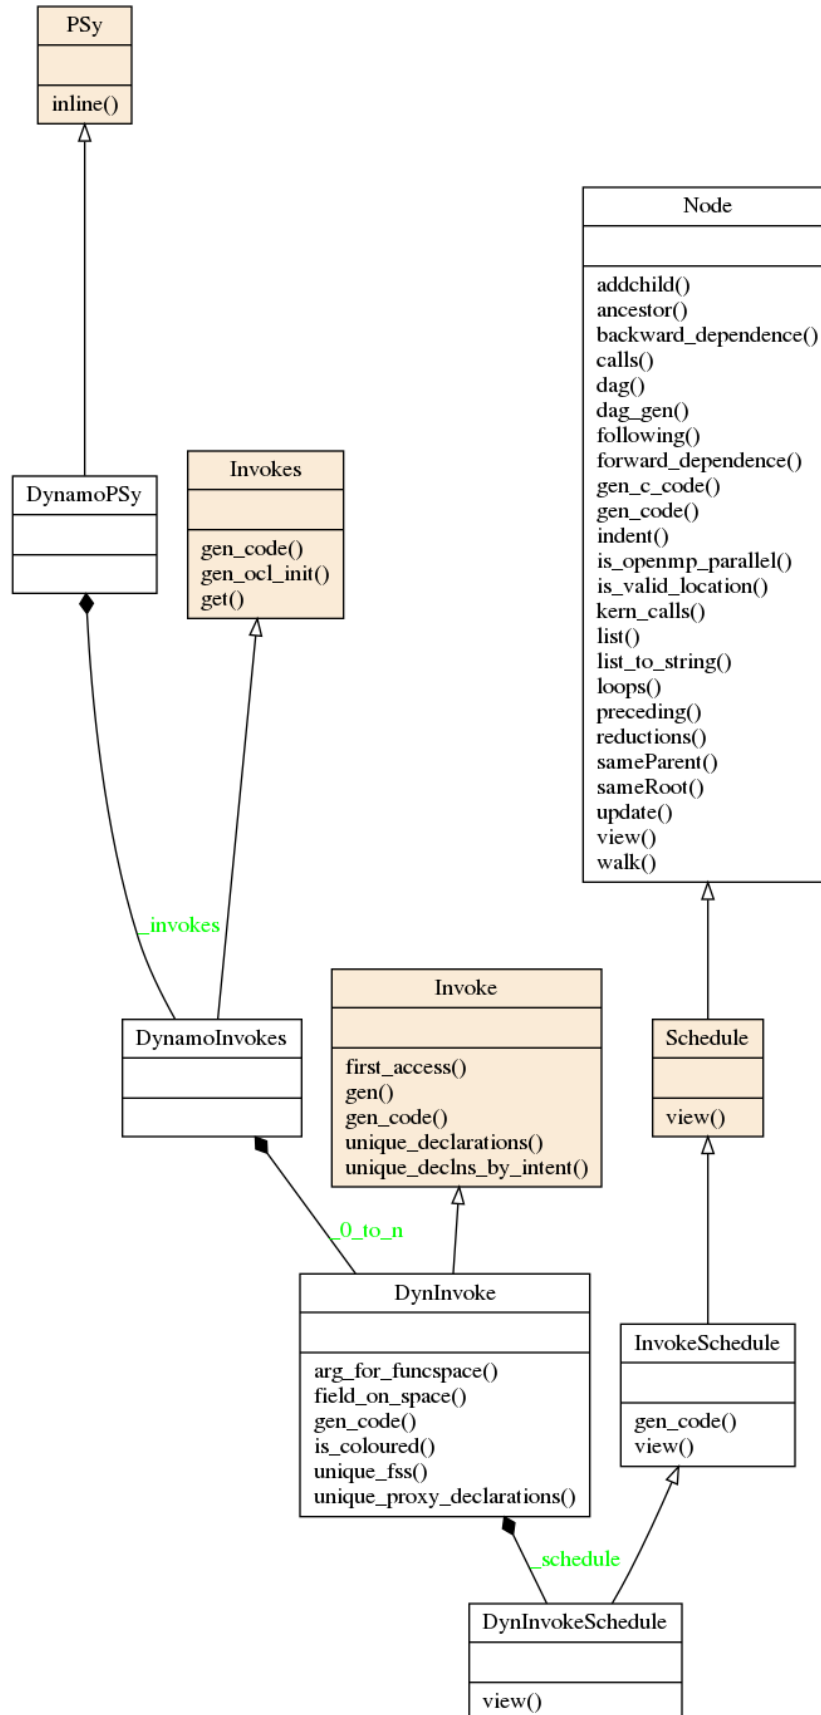 PSy
inline()
Node
addchild()
ancestor()
backward_dependence()
calls()
dag()
dag_gen()
following()
forward_dependence()
gen_c_code()
gen_code()
indent()
is_openmp_parallel()
is_valid_location()
kern_calls()
list()
list_to_string()
loops()
preceding()
reductions()
sameParent()
sameRoot()
update()
view()
walk()
DynamoPSy
Invokes
gen_code()
gen_ocl_init()
get()
_invokes
DynamoInvokes
Invoke
first_access()
gen()
gen_code()
unique_declarations()
unique_declns_by_intent()
Schedule
view()
_0_to_n
DynInvoke
arg_for_funcspace()
field_on_space()
gen_code()
is_coloured()
unique_fss()
unique_proxy_declarations()
InvokeSchedule
gen_code()
view()
_schedule
DynInvokeSchedule
view()